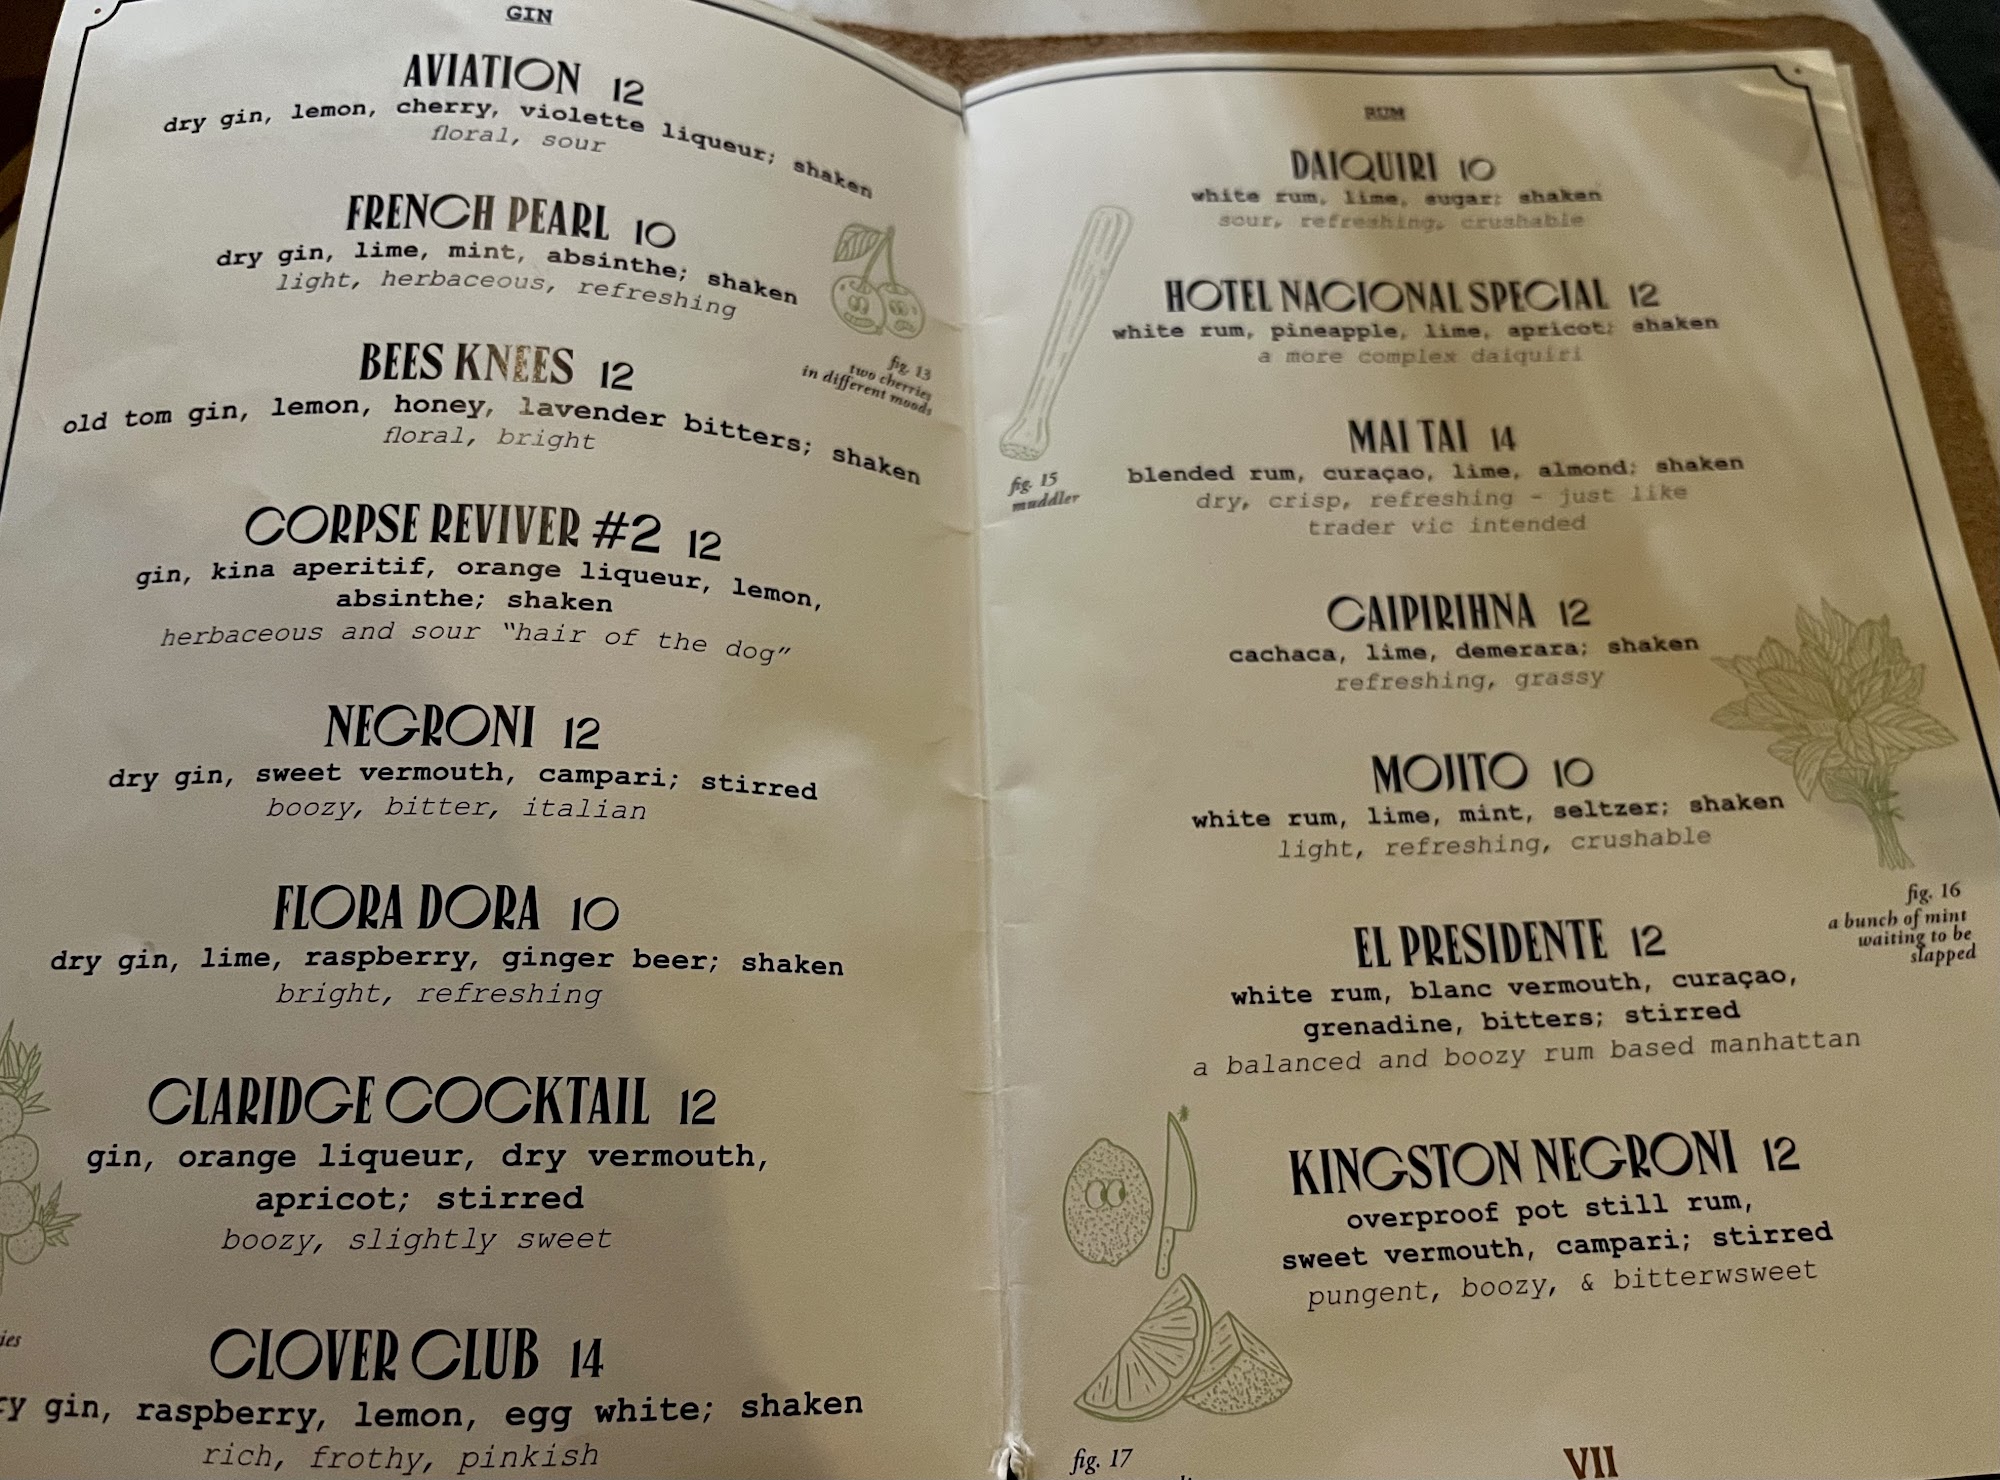 GIN
AVIATION 12
dry gin, lemon, cherry, violette liqueur; shaken
floral, sour
FRENCH PEARL 10
dry gin, lime, mint, absinthe; shaken
light, herbaceous, refreshing
fig. 13
two cherries
in different moods
BEES KNEES 12
old tom gin, lemon, honey, lavender bitters; shaken
floral, bright
CORPSE REVIVER #2 12
gin, kina aperitif, orange liqueur, lemon,
absinthe; shaken
herbaceous and sour "hair of the dog"
NEGRONI 12
dry gin, sweet vermouth, campari; stirred
boozy, bitter, italian
FLORA DORA 10
dry gin, lime, raspberry, ginger beer; shaken
bright, refreshing
CLARIDGE COCKTAIL 12
gin, orange liqueur, dry vermouth,
apricot; stirred
boozy, slightly sweet
CLOVER CLUB 14
gin, raspberry, lemon, egg white; shaken
rich, frothy, pinkish
RUM
DAIQUIRI 10
white rum, lime, sugar; shaken
sour, refreshing, crushable
HOTEL NACIONAL SPECIAL 12
white rum, pineapple, lime, apricot; shaken
a more complex daiquiri
MAI TAI 14
blended rum, curaçao, lime, almond; shaken
dry, crisp, refreshing - just like
trader vic intended
fig. 15
muddler
CAIPIRIHNA 12
cachaca, lime, demerara; shaken
refreshing, grassy
MOJITO 10
white rum, lime, mint, seltzer; shaken
light, refreshing, crushable
fig. 16
a bunch of mint
waiting to be
slapped
EL PRESIDENTE 12
white rum, blanc vermouth, curaçao,
grenadine, bitters; stirred
a balanced and boozy rum based manhattan
KINGSTON NEGRONI 12
overproof pot still rum,
sweet vermouth, campari; stirred
pungent, boozy, & bitterwsweet
fig. 17
VII